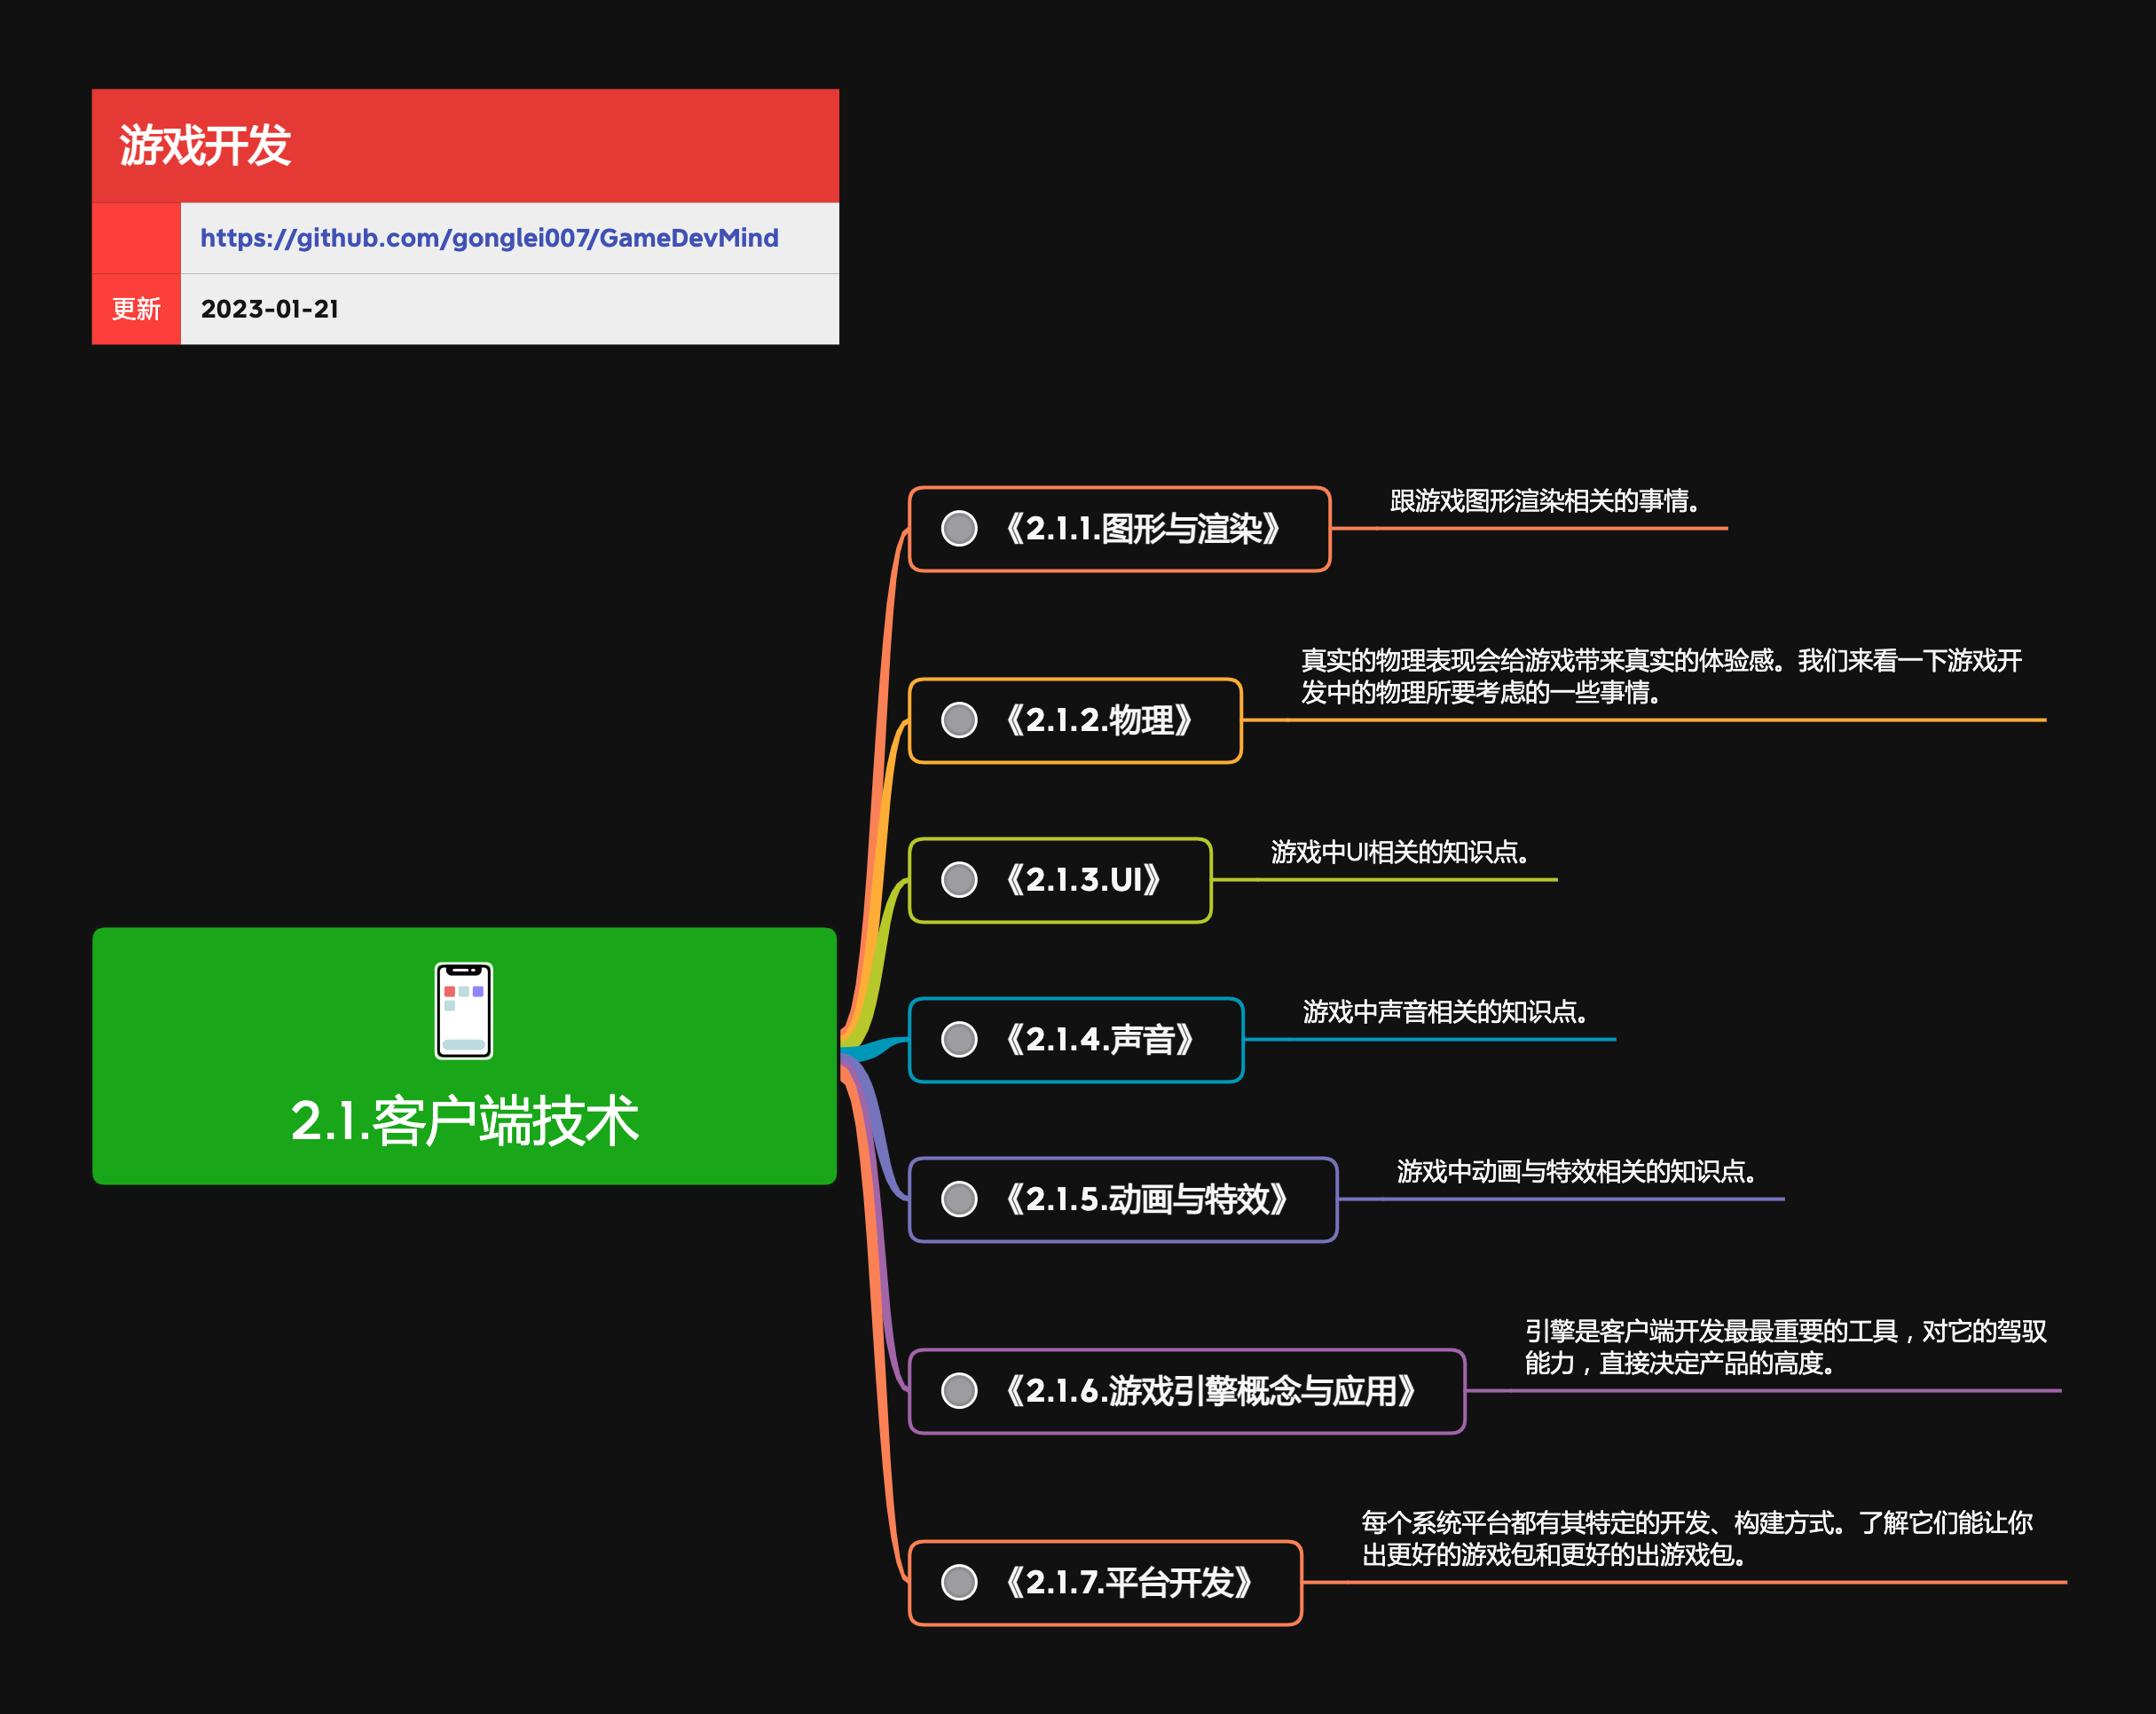 游戏开发
https://github.com/gonglei007/GameDevMind
更新 2023-01-21
2.1.客户端技术
《2.1.1.图形与渲染》
跟游戏图形渲染相关的事情。
《2.1.2.物理》
真实的物理表现会给游戏带来真实的体验感。我们来看一下游戏开
发中的物理所要考虑的一些事情。
《2.1.3.UI》
游戏中UI相关的知识点。
《2.1.4.声音》
游戏中声音相关的知识点。
《2.1.5.动画与特效》
游戏中动画与特效相关的知识点。
《2.1.6.游戏引擎概念与应用》
引擎是客户端开发最最重要的工具，对它的驾驭
能力，直接决定产品的高度。
《2.1.7.平台开发》
每个系统平台都有其特定的开发、构建方式。了解它们能让你
出更好的游戏包和更好的出游戏包。